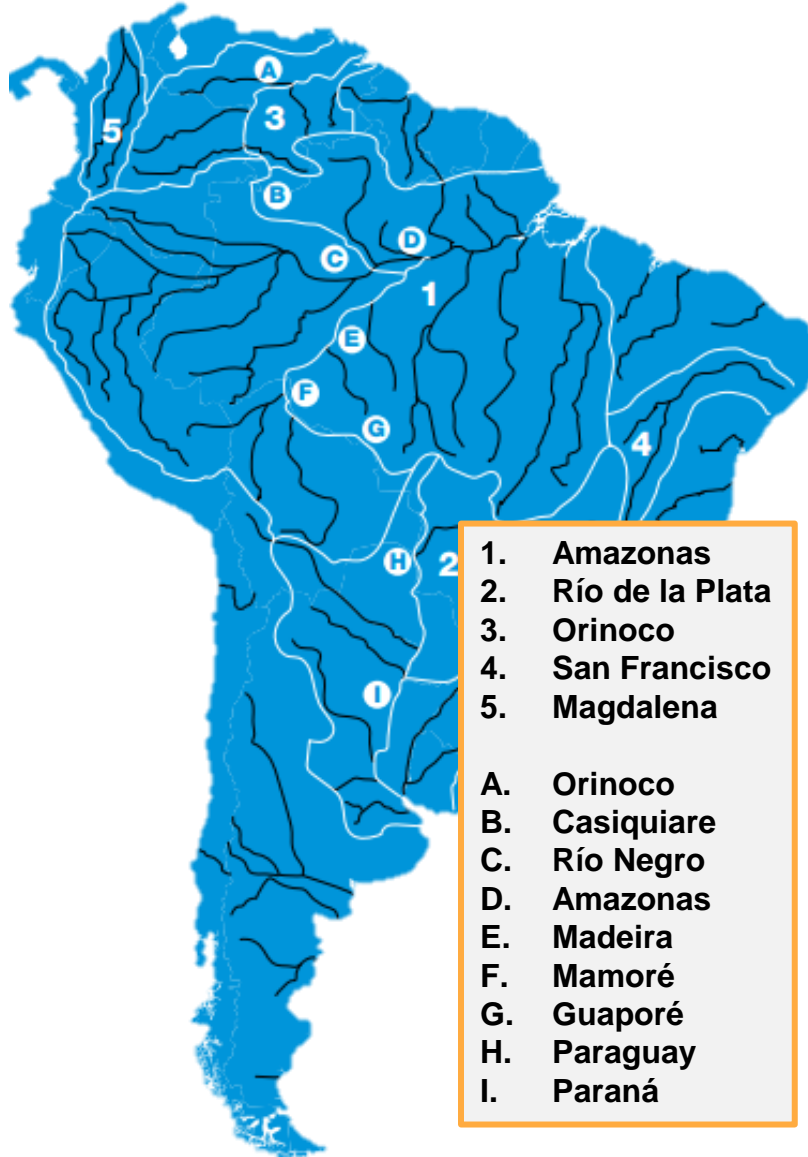 A
5
3
B
D
C
1
E
F
G
4
H
2
I
1. Amazonas
2. Río de la Plata
3. Orinoco
4. San Francisco
5. Magdalena
A. Orinoco
B. Casiquiare
C. Río Negro
D. Amazonas
E. Madeira
F. Mamoré
G. Guaporé
H. Paraguay
I. Paraná